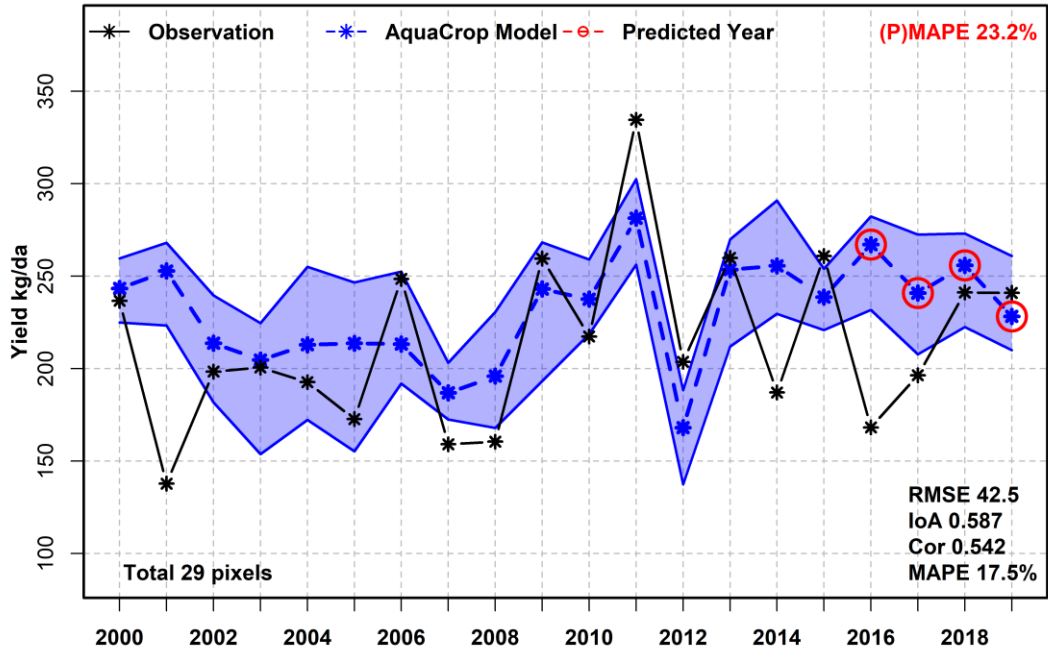 Observation AquaCrop Model Predicted Year (P)MAPE 23.2%
350
300
250
200
150
100
Yield kg/da
RMSE 42.5
IoA 0.587
Cor 0.542
Total 29 pixels MAPE 17.5%
2000 2002 2004 2006 2008 2010 2012 2014 2016 2018